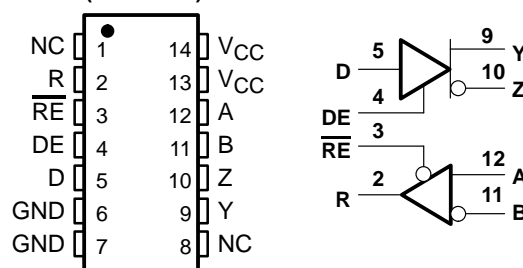 NC 1 14 VCC
R 2 13 VCC
RE 3 12 A
DE 4 11 B
D 5 10 Z
GND 6 9 Y
GND 7 8 NC
5 9 Y
D 10 Z
4
DE
3
RE
12 A
2
R 11 B